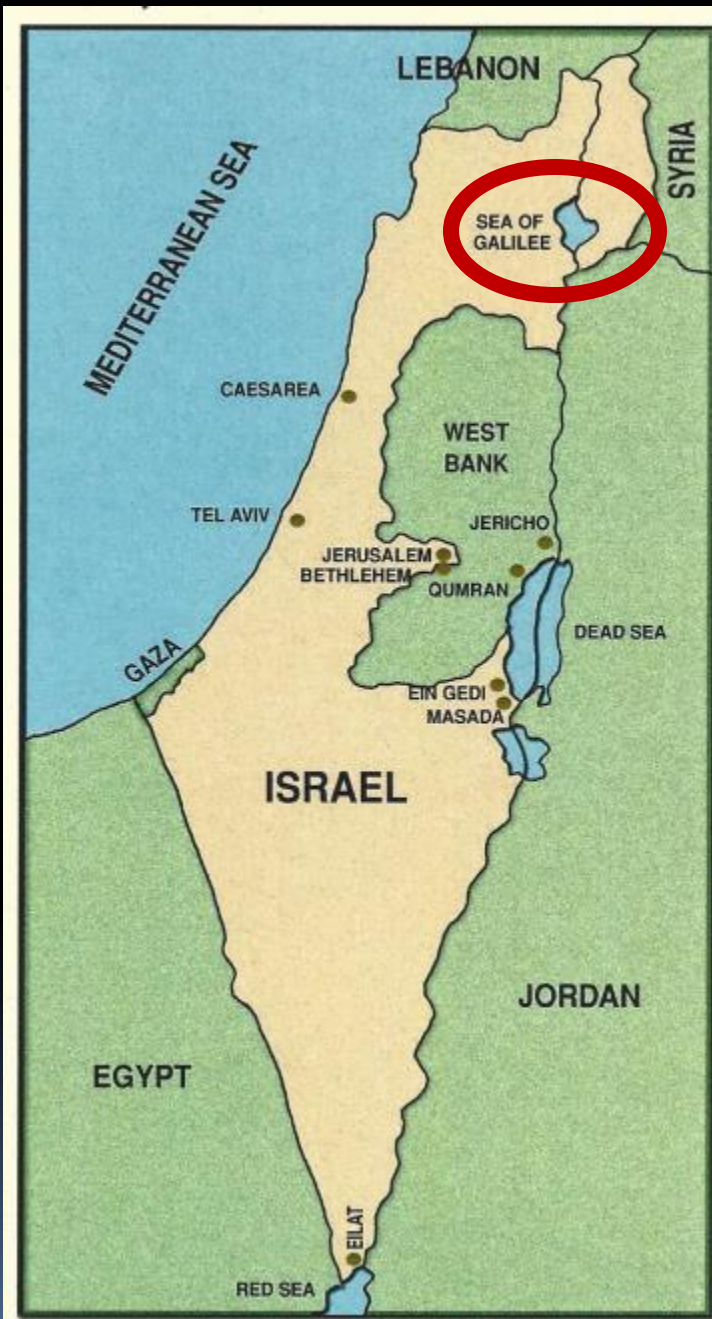 LEBANON
SYRIA
MEDITERRANEAN SEA
SEA OF
GALILEE
CAESAREA
WEST
BANK
TEL AVIV
JERICHO
JERUSALEM
BETHLEHEM
QUMRAN
DEAD SEA
GAZA
EIN GEDI
MASADA
ISRAEL
JORDAN
EGYPT
EILAT
RED SEA